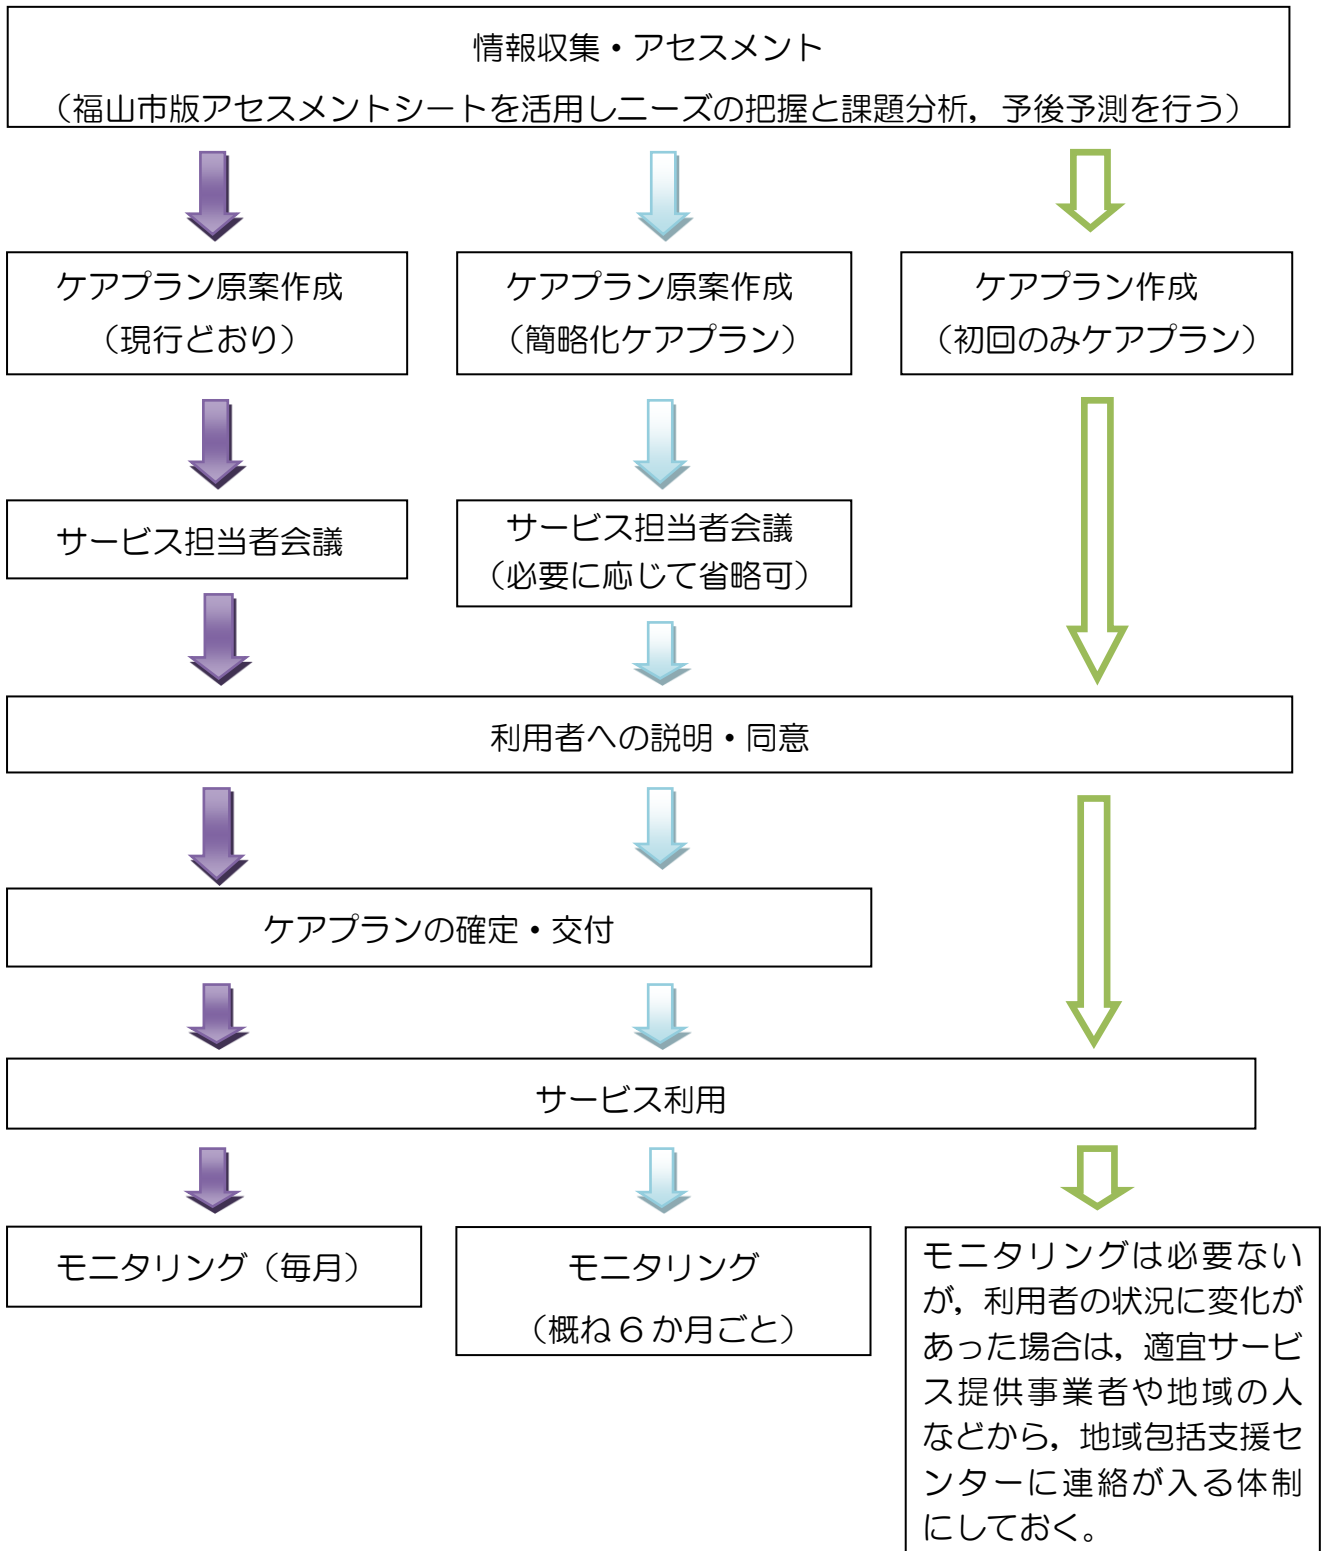 情報収集・アセスメント
（福山市版アセスメントシートを活用しニーズの把握と課題分析，予後予測を行う）
ケアプラン原案作成
（現行どおり）
ケアプラン原案作成
（簡略化ケアプラン）
ケアプラン作成
（初回のみケアプラン）
サービス担当者会議
サービス担当者会議
（必要に応じて省略可）
利用者への説明・同意
ケアプランの確定・交付
サービス利用
モニタリング（毎月）
モニタリング
（概ね６か月ごと）
モニタリングは必要ない
が，利用者の状況に変化が
あった場合は，適宜サービ
ス提供事業者や地域の人
などから，地域包括支援セ
ンターに連絡が入る体制
にしておく。